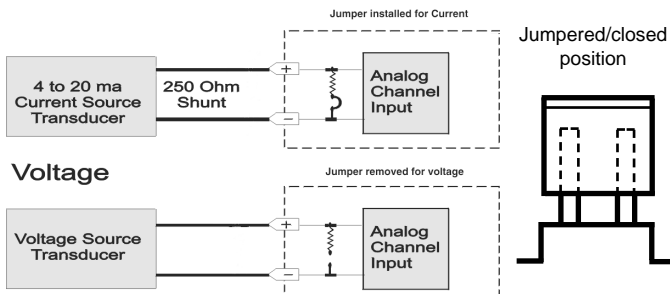 Jumper installed for Current
4 to 20 ma
Current Source
Transducer
250 Ohm
Shunt
+
−
Analog
Channel
Input
Jumpered/closed
position
Voltage
Jumper removed for voltage
Voltage Source
Transducer
+
−
Analog
Channel
Input